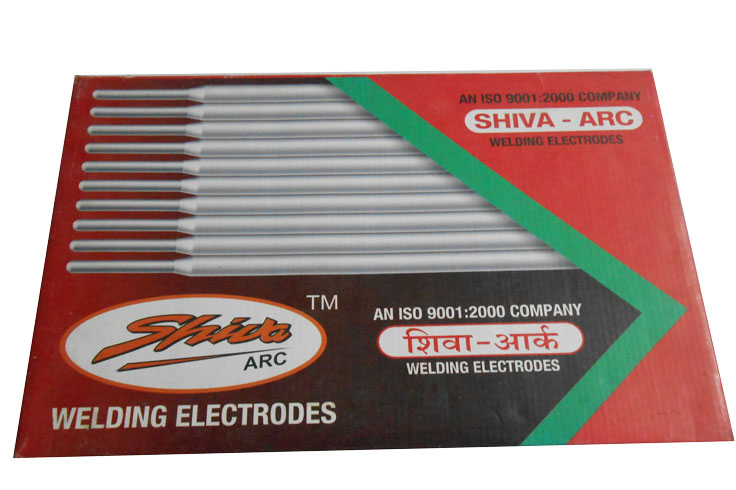 AN ISO 9001:2000 COMPANY
SHIVA - ARC
WELDING ELECTRODES
TM
Shiva
ARC
WELDING ELECTRODES
AN ISO 9001:2000 COMPANY
शिवा-आर्क
WELDING ELECTRODES